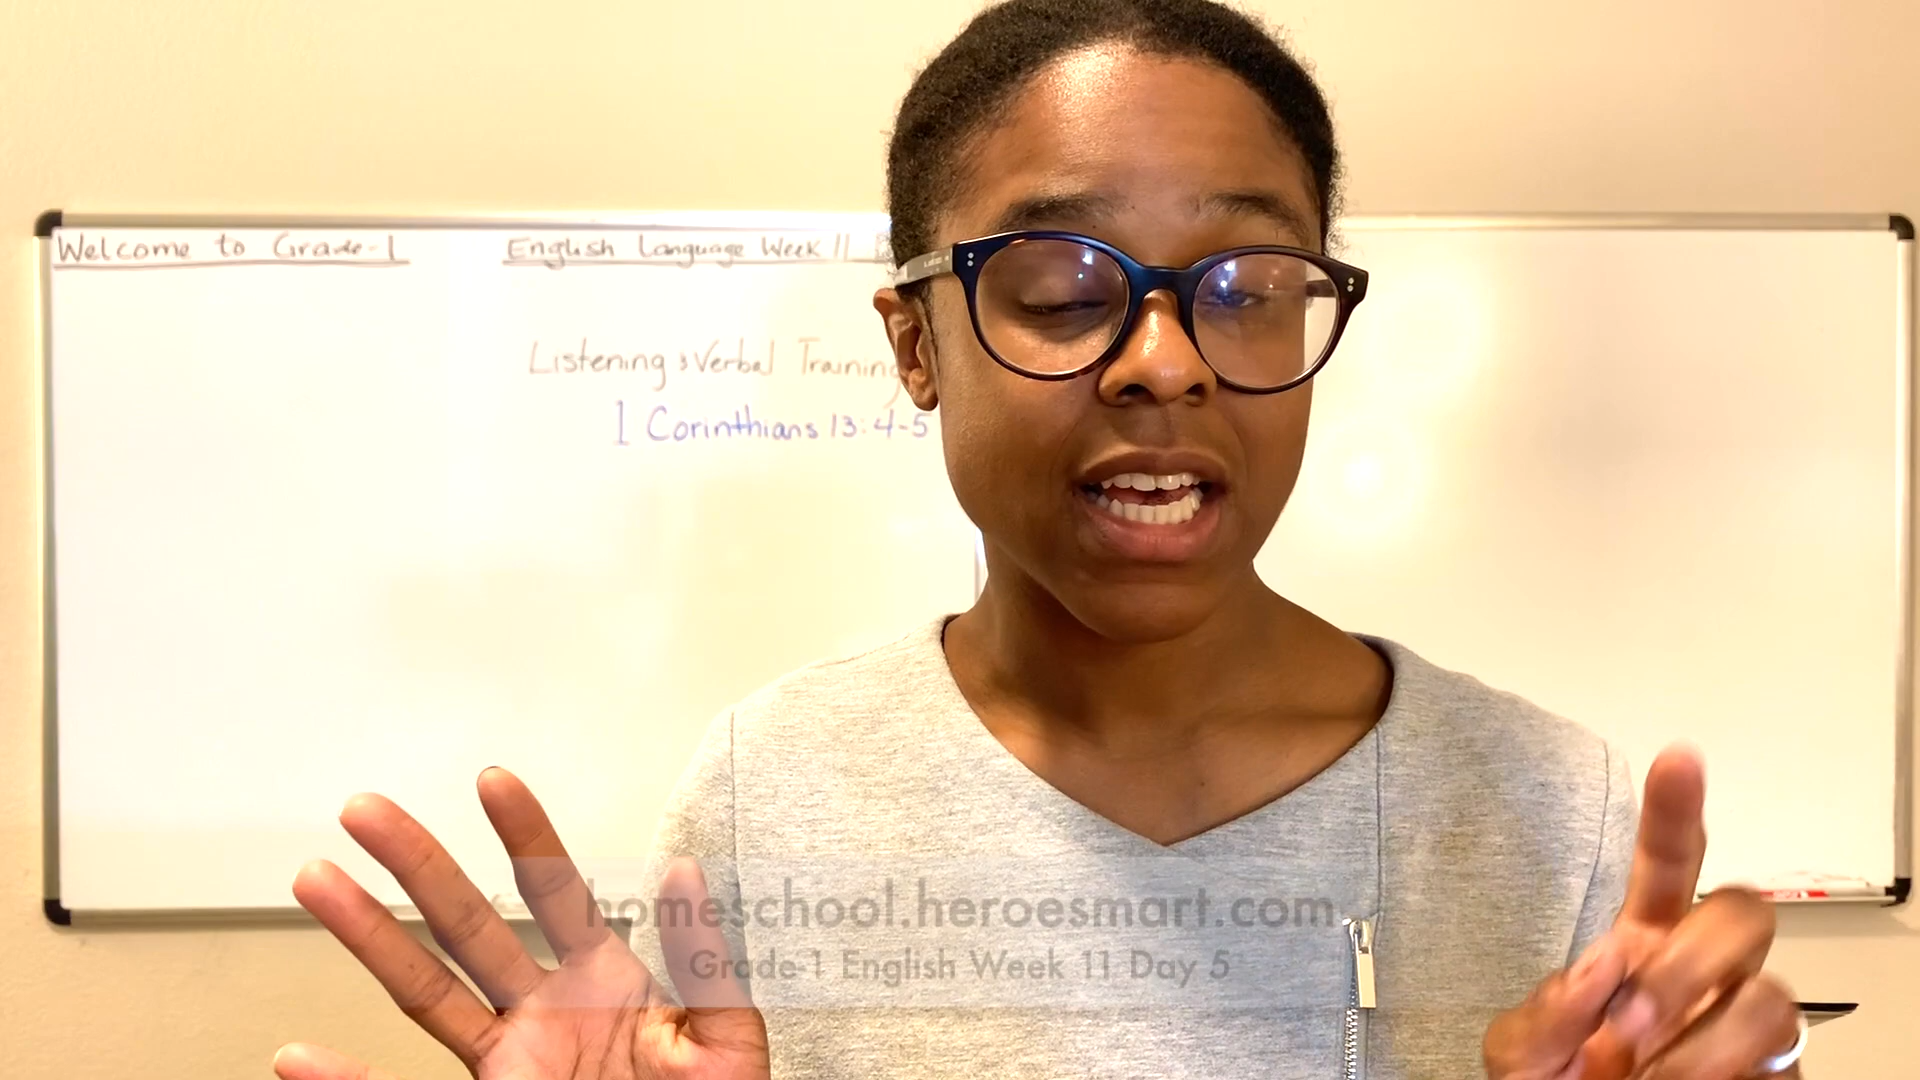 Welcome to Grade-1
English Language Week 11
Listening & Verbal Training
1 Corinthians 13:4-5
homeschool.heroesmart.com
Grade-1 English Week 11 Day 5